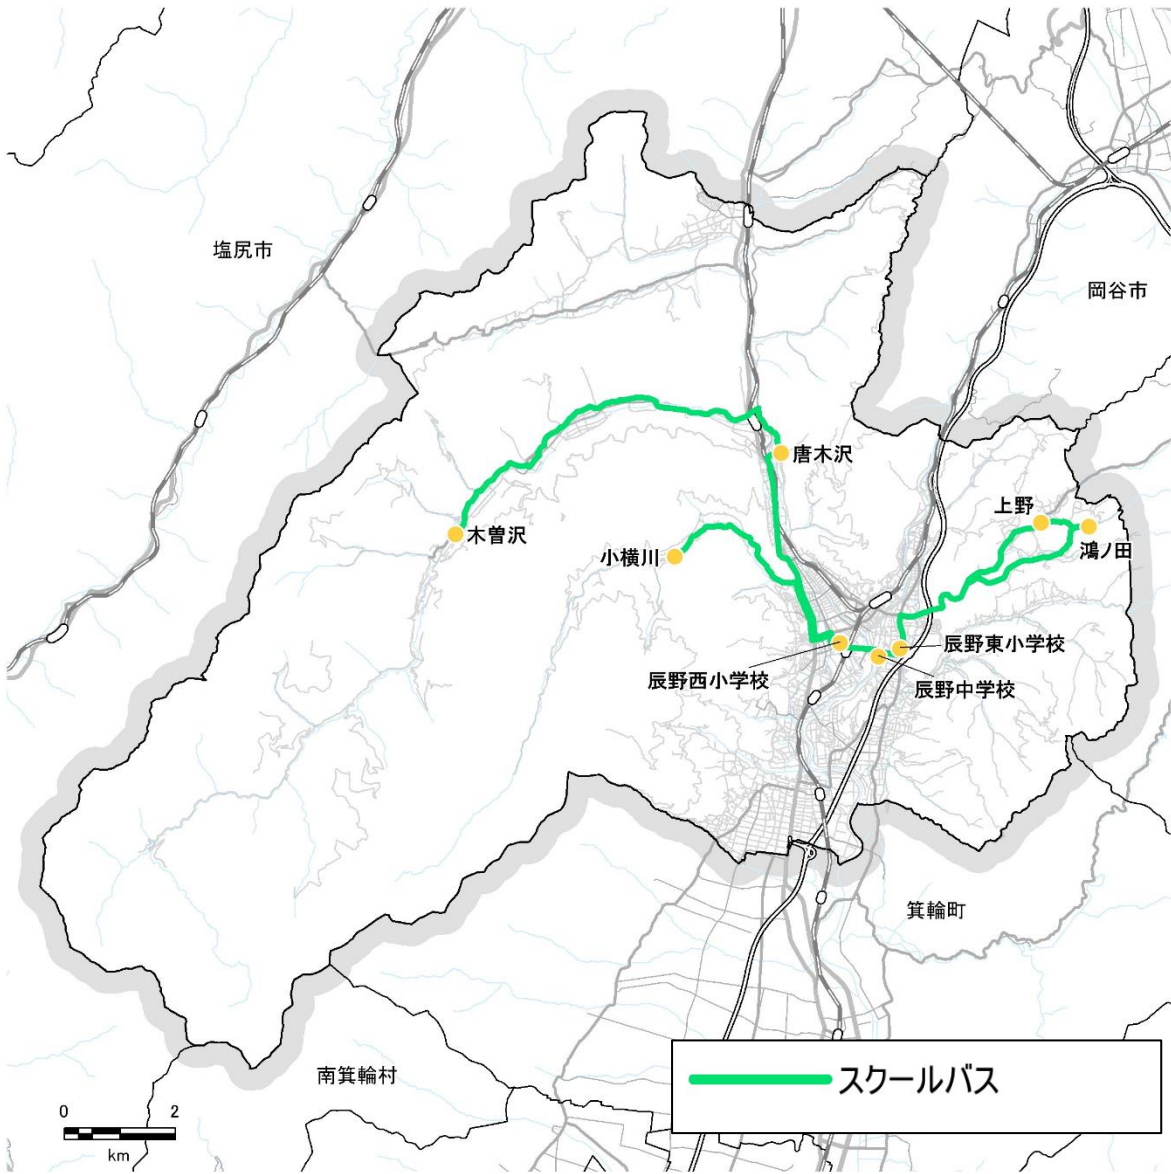 塩尻市
岡谷市
唐木沢
上野
鴻ノ田
木曽沢
小横川
辰野東小学校
辰野西小学校
辰野中学校
箕輪町
南箕輪村
スクールバス
0 2
km